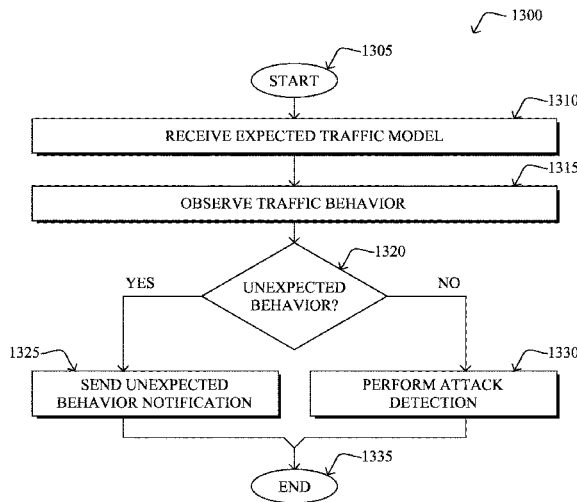 1300
1305
START
1310
RECEIVE EXPECTED TRAFFIC MODEL
1315
OBSERVE TRAFFIC BEHAVIOR
1320
UNEXPECTED
BEHAVIOR?
YES
NO
1325
SEND UNEXPECTED
BEHAVIOR NOTIFICATION
1330
PERFORM ATTACK
DETECTION
1335
END